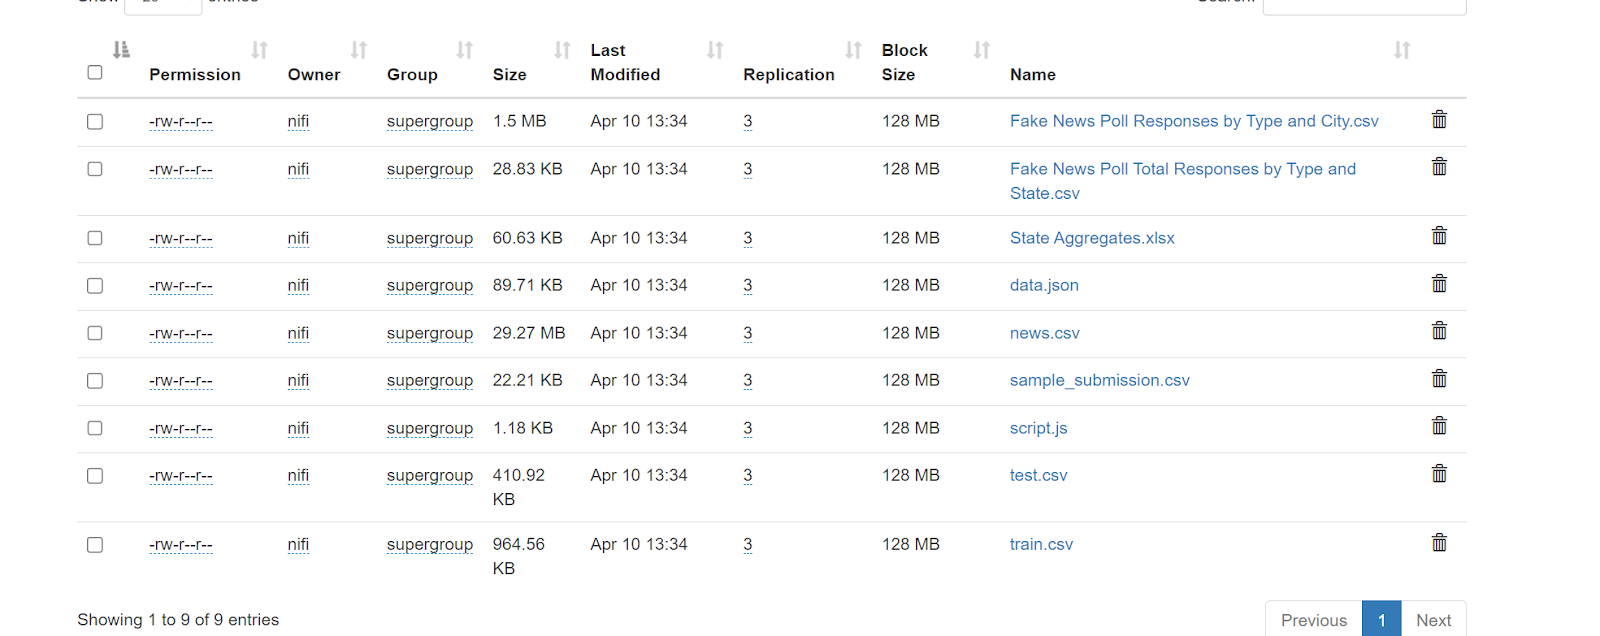 Show 25 entries
Search:
Permission Owner Group Size Last Modified Replication Block Size Name
-rw-r--r-- nifi supergroup 1.5 MB Apr 10 13:34 3 128 MB Fake News Poll Responses by Type and City.csv
-rw-r--r-- nifi supergroup 28.83 KB Apr 10 13:34 3 128 MB Fake News Poll Total Responses by Type and
State.csv
-rw-r--r-- nifi supergroup 60.63 KB Apr 10 13:34 3 128 MB State Aggregates.xlsx
-rw-r--r-- nifi supergroup 89.71 KB Apr 10 13:34 3 128 MB data.json
-rw-r--r-- nifi supergroup 29.27 MB Apr 10 13:34 3 128 MB news.csv
-rw-r--r-- nifi supergroup 22.21 KB Apr 10 13:34 3 128 MB sample_submission.csv
-rw-r--r-- nifi supergroup 1.18 KB Apr 10 13:34 3 128 MB script.js
-rw-r--r-- nifi supergroup 410.92 Apr 10 13:34 3 128 MB test.csv
KB
-rw-r--r-- nifi supergroup 964.56 Apr 10 13:34 3 128 MB train.csv
KB
Showing 1 to 9 of 9 entries
Previous 1 Next